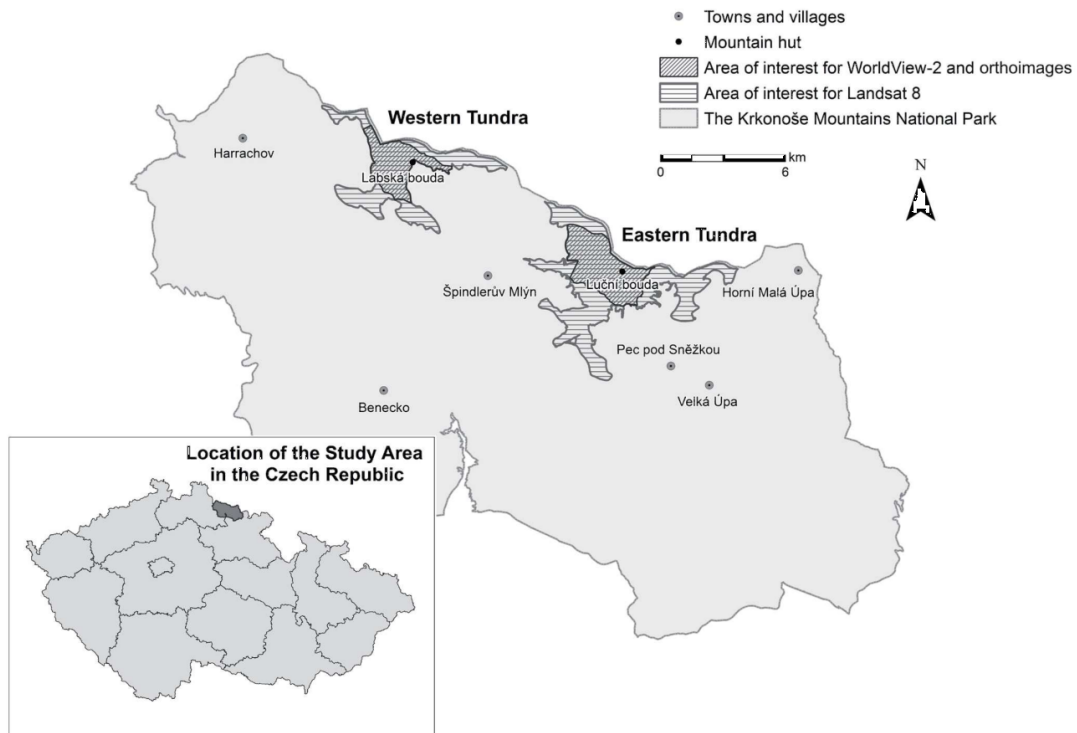 Towns and villages
Mountain hut
Area of interest for WorldView-2 and orthoimages
Area of interest for Landsat 8
The Krkonoše Mountains National Park
km
0 6
N
Western Tundra
Harrachov
Labská bouda
Eastern Tundra
Špindlerův Mlýn
Luční bouda
Horní Malá Úpa
Pec pod Sněžkou
Velká Úpa
Benecko
Location of the Study Area
in the Czech Republic